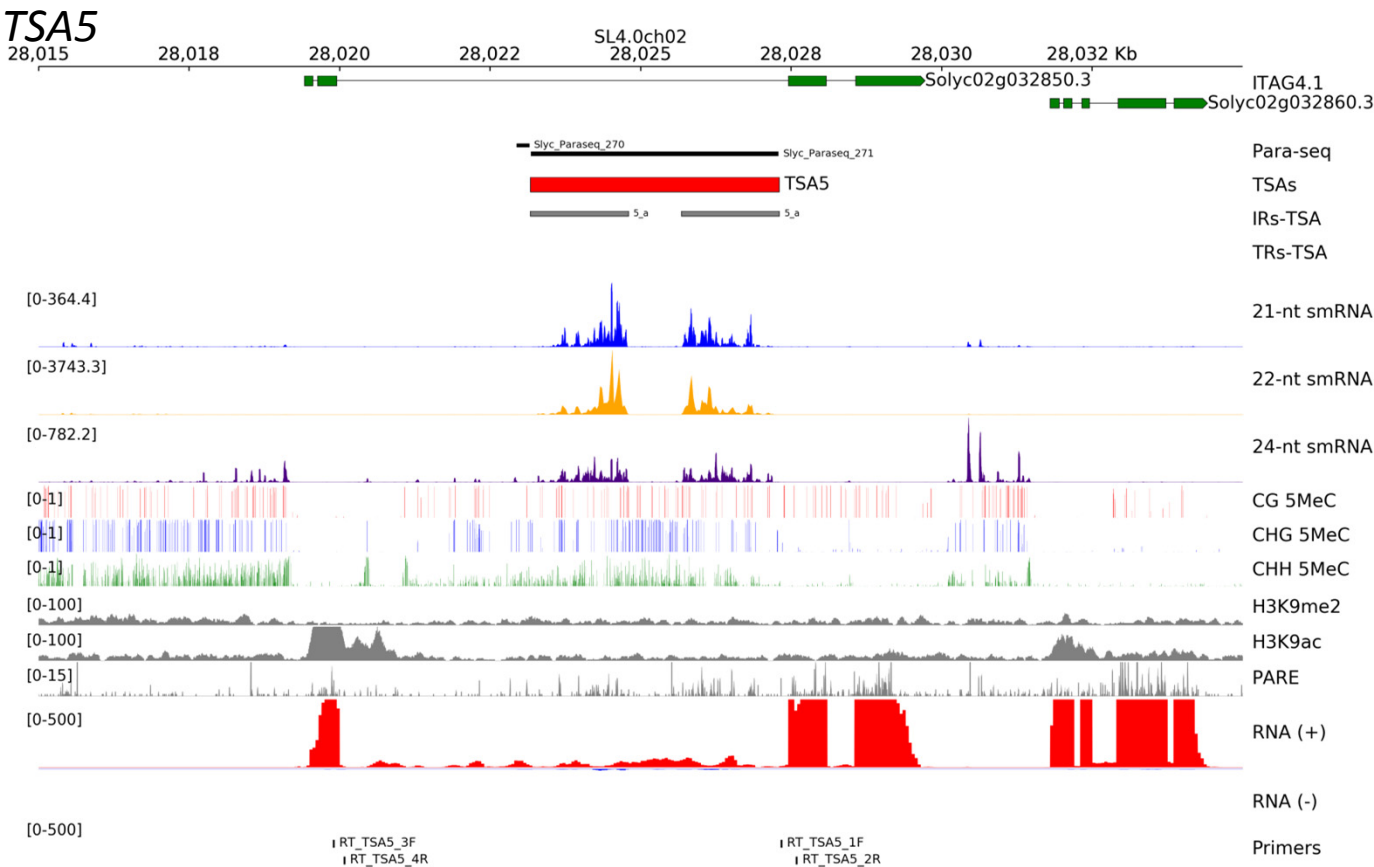 TSA5
SL4.0ch02
28,015 28,018 28,020 28,022 28,025 28,028 28,030 28,032 Kb
Solyc02g032850.3 ITAG4.1
Solyc02g032860.3
Slyc_Paraseq_270 Para-seq
Slyc_Paraseq_271
TSA5 TSAs
5_a 5_a IRs-TSA
TRs-TSA
[0-364.4] 21-nt smRNA
[0-3743.3] 22-nt smRNA
[0-782.2] 24-nt smRNA
[0-1] CG 5MeC
[0-1] CHG 5MeC
[0-1] CHH 5MeC
[0-100] H3K9me2
[0-100] H3K9ac
[0-15] PARE
[0-500] RNA (+)
RNA (-)
[0-500]
RT_TSA5_3F RT_TSA5_1F Primers
RT_TSA5_4R RT_TSA5_2R